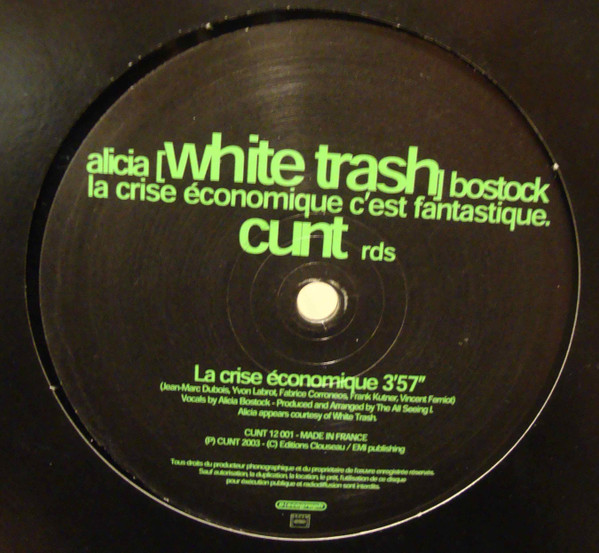 alicia [white trash] bostock
la crise économique c'est fantastique.
cunt rds
La crise économique 3'57"
(Jean-Marc Dubois, Yvon Labrot, Fabrice Corroneos, Frank Kutner, Vincent Ferriot)
Vocals by Alicia Bostock - Produced and Arranged by The All Seeing I.
Alicia appears courtesy of White Trash.
CUNT 12 001 - MADE IN FRANCE
(P) CUNT 2003 - (C) Editions Clouseau / EMI publishing
Tous droits du producteur phonographique et du propriétaire de l'œuvre enregistrée réservés.
Sauf autorisation, la duplication, la location, le prêt, l'utilisation de ce disque
pour exécution publique et radiodiffusion sont interdits.
discograph